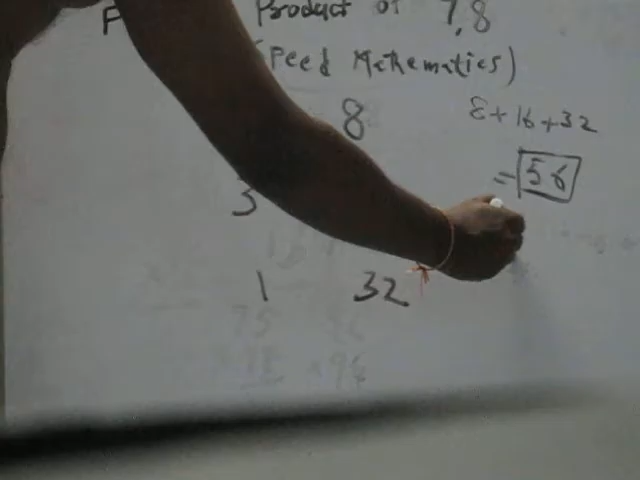 Product of 7,8
(Speed Mathematics)
8
8+16+32
3
= 56
1 32